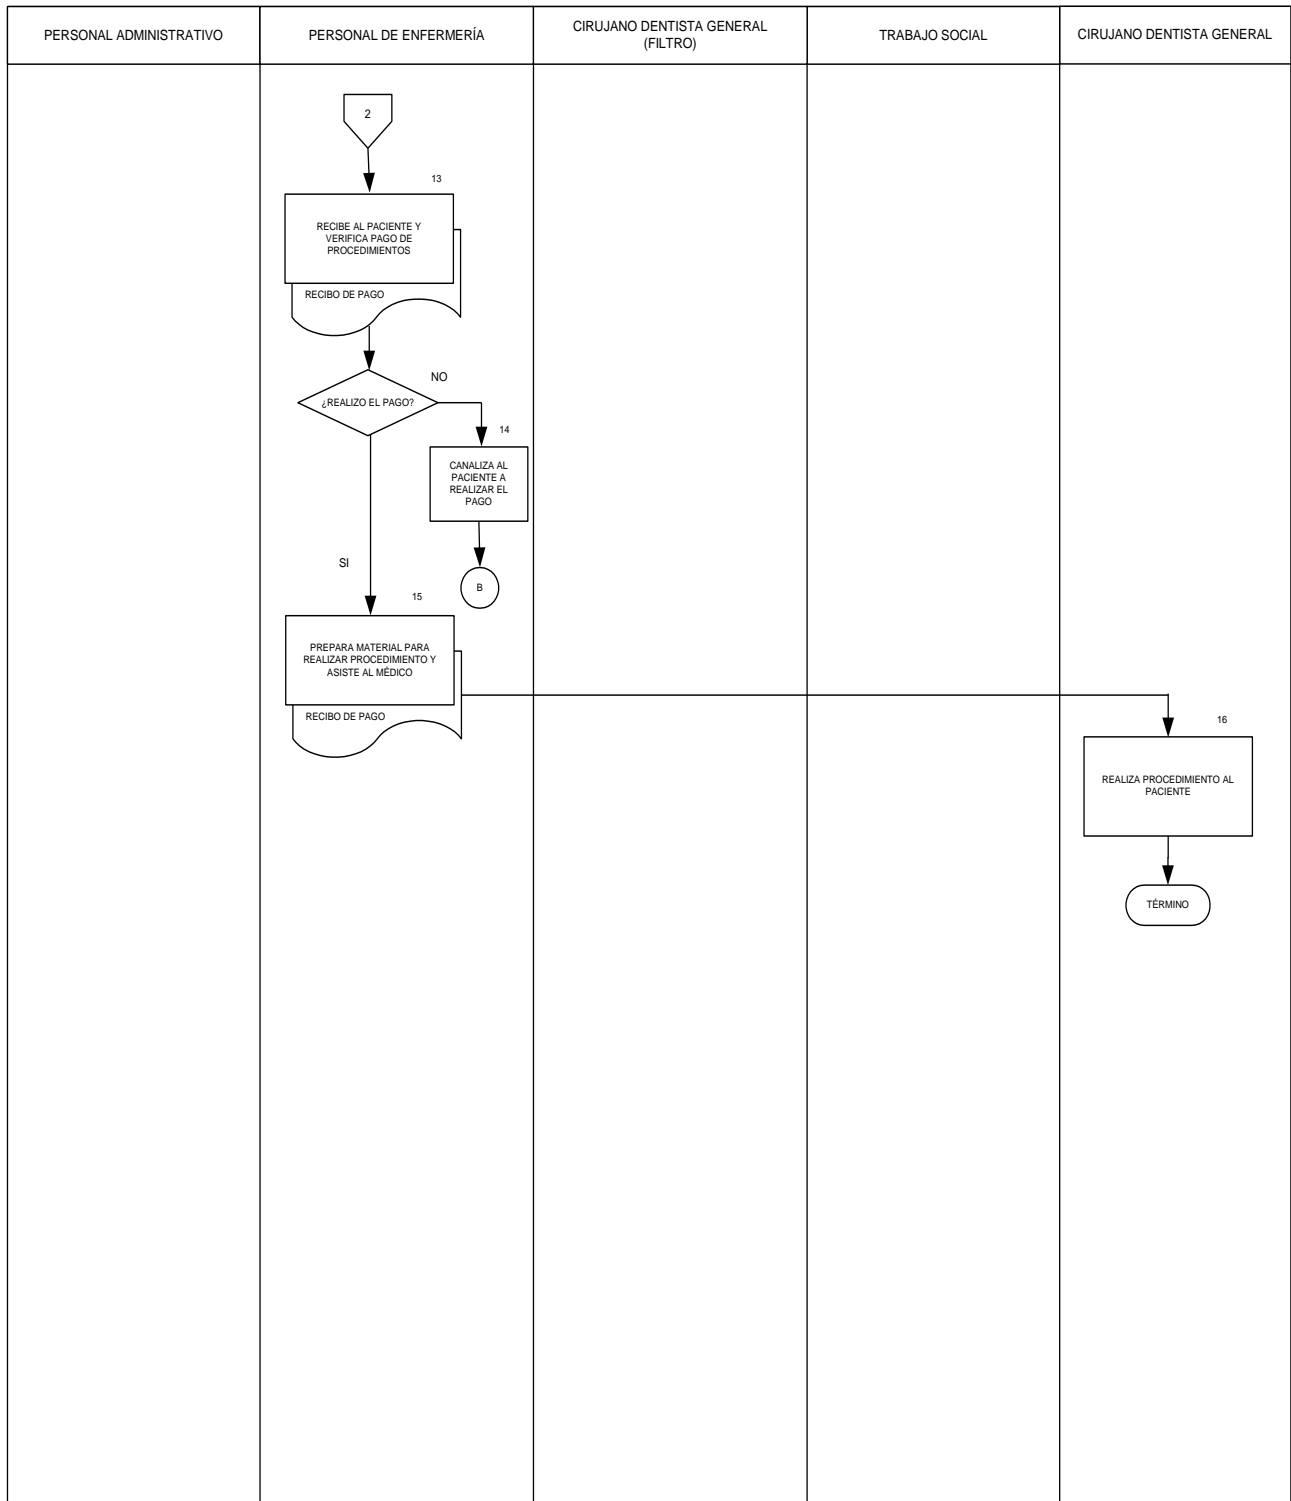 PERSONAL ADMINISTRATIVO
PERSONAL DE ENFERMERÍA
CIRUJANO DENTISTA GENERAL
(FILTRO)
TRABAJO SOCIAL
CIRUJANO DENTISTA GENERAL
2
13
RECIBE AL PACIENTE Y
VERIFICA PAGO DE
PROCEDIMIENTOS
RECIBO DE PAGO
¿REALIZO EL PAGO?
NO
14
CANALIZA AL
PACIENTE A
REALIZAR EL
PAGO
B
SI
15
PREPARA MATERIAL PARA
REALIZAR PROCEDIMIENTO Y
ASISTE AL MÉDICO
RECIBO DE PAGO
16
REALIZA PROCEDIMIENTO AL
PACIENTE
TÉRMINO